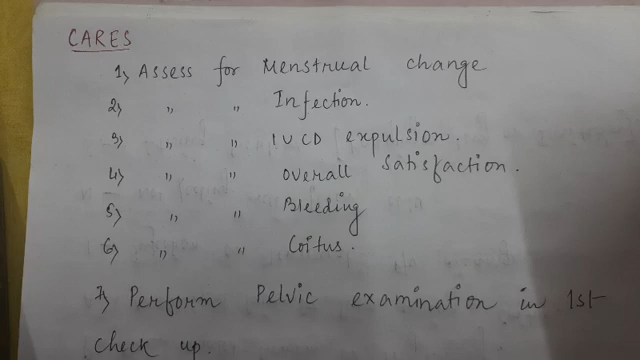 CARES
1) Assess for Menstrual change
2) " " Infection.
3) " " IUCD expulsion.
4) " " overall satisfaction.
5) " " Bleeding
6) " " Coitus.
7) Perform Pelvic examination in 1st
check up.